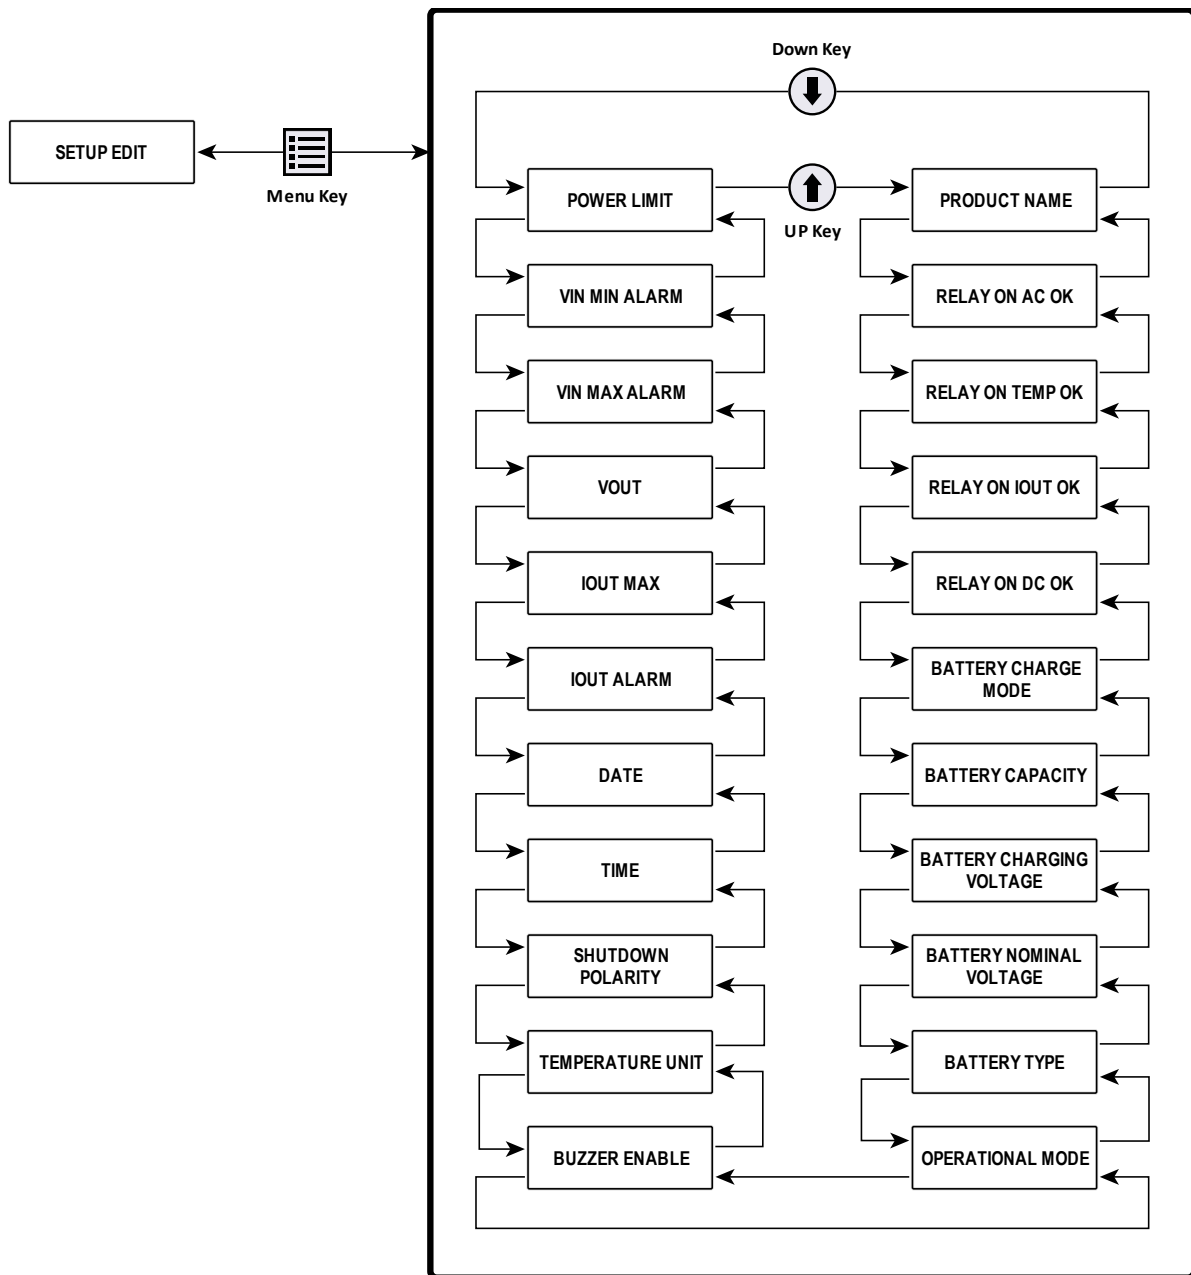 Down Key
SETUP EDIT
Menu Key
POWER LIMIT
UP Key
PRODUCT NAME
VIN MIN ALARM
RELAY ON AC OK
VIN MAX ALARM
RELAY ON TEMP OK
VOUT
RELAY ON IOUT OK
IOUT MAX
RELAY ON DC OK
IOUT ALARM
BATTERY CHARGE
MODE
DATE
BATTERY CAPACITY
TIME
BATTERY CHARGING
VOLTAGE
SHUTDOWN
POLARITY
BATTERY NOMINAL
VOLTAGE
TEMPERATURE UNIT
BATTERY TYPE
BUZZER ENABLE
OPERATIONAL MODE